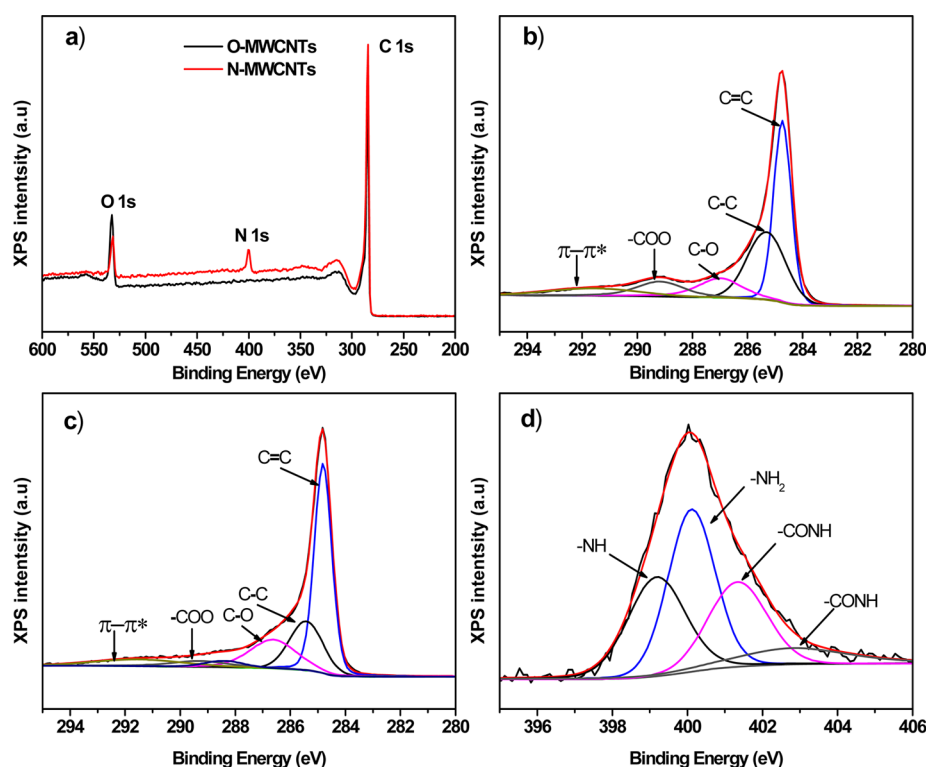 a)
O-MWCNTs
N-MWCNTs
C 1s
O 1s
N 1s
XPS intentsity (a.u)
600 550 500 450 400 350 300 250 200
Binding Energy (eV)
b)
C=C
C-C
-COO
C-O
π–π*
XPS intentsity (a.u)
294 292 290 288 286 284 282 280
Binding Energy (eV)
c)
C=C
C-C
C-O
-COO
π–π*
XPS intentsity (a.u)
294 292 290 288 286 284 282 280
Binding Energy (eV)
d)
-NH₂
-CONH
-NH
-CONH
XPS intentsity (a.u)
396 398 400 402 404 406
Binding Energy (eV)